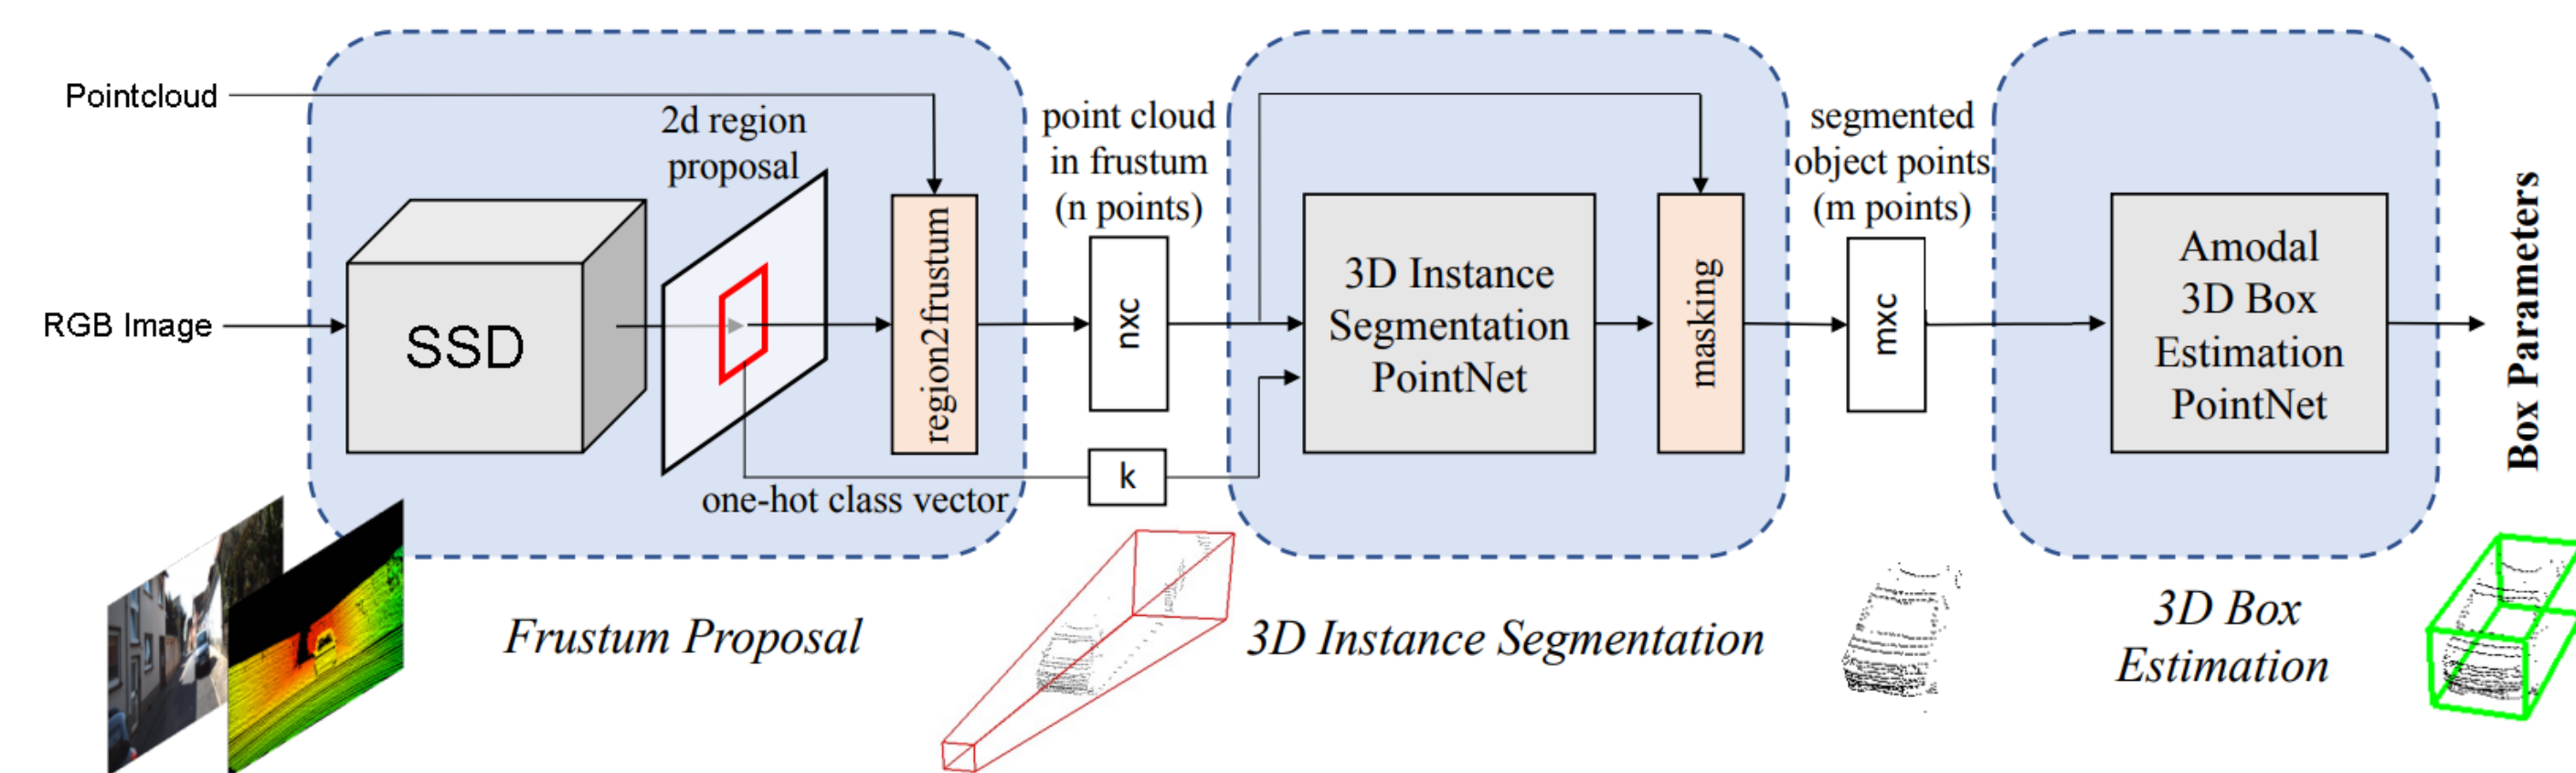 Pointcloud
RGB Image
SSD
2d region
proposal
region2frustum
one-hot class vector
Frustum Proposal
point cloud
in frustum
(n points)
nxc
k
3D Instance
Segmentation
PointNet
masking
3D Instance Segmentation
segmented
object points
(m points)
mxc
Amodal
3D Box
Estimation
PointNet
3D Box
Estimation
Box Parameters